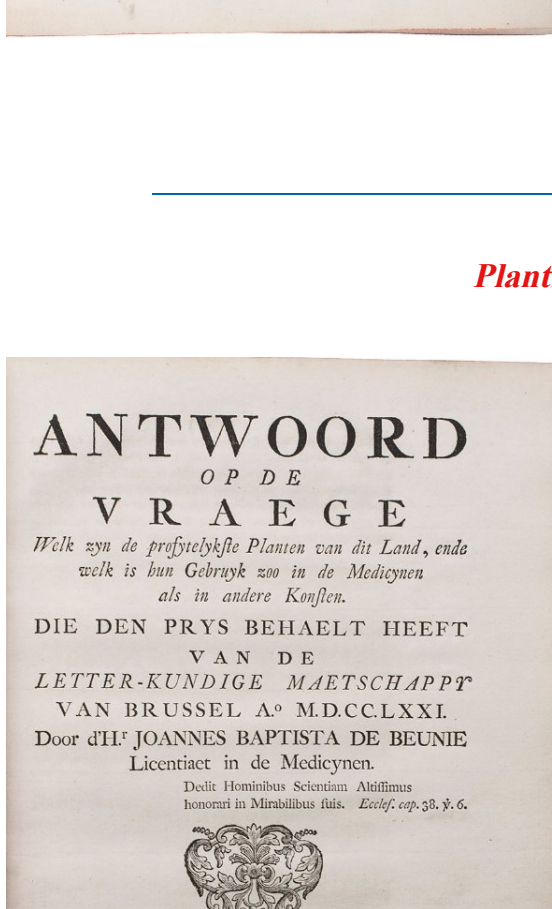 Plant
ANTWOORD
OP DE
VRAEGE
Welk zyn de profytelykſte Planten van dit Land, ende
welk is hun Gebruyk zoo in de Medicynen
als in andere Konſten.
DIE DEN PRYS BEHAELT HEEFT
VAN DE
LETTER-KUNDIGE MAETSCHAPPY
VAN BRUSSEL A.º M.D.CC.LXXI.
Door d'H.ʳ JOANNES BAPTISTA DE BEUNIE
Licentiaet in de Medicynen.
Dedit Hominibus Scientiam Altiſſimus
honorari in Mirabilibus ſuis. Eccleſ. cap. 38. ℣. 6.